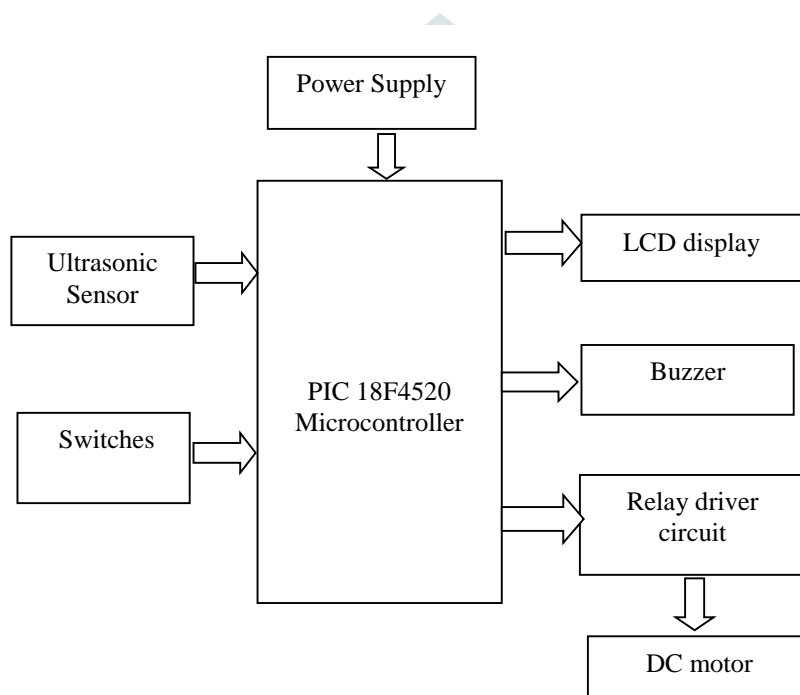 Power Supply
LCD display
Ultrasonic
Sensor
Buzzer
PIC 18F4520
Microcontroller
Switches
Relay driver
circuit
DC motor